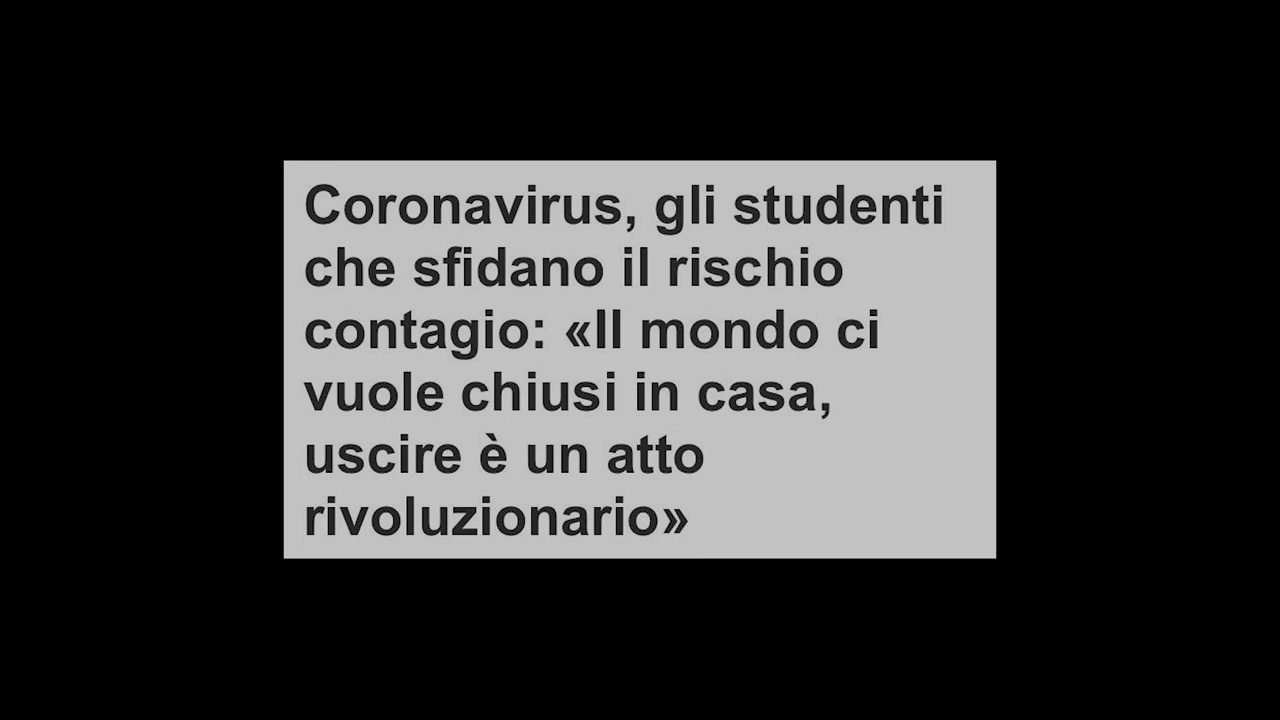 Coronavirus, gli studenti
che sfidano il rischio
contagio: «Il mondo ci
vuole chiusi in casa,
uscire è un atto
rivoluzionario»